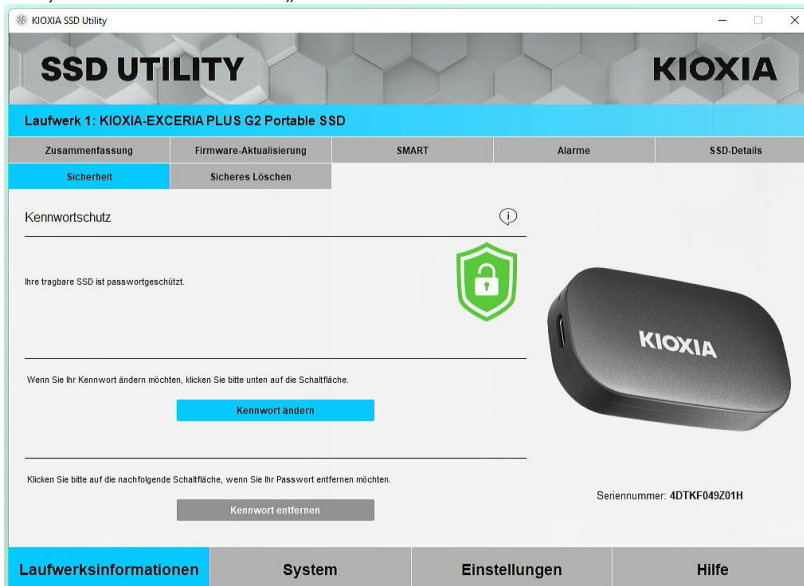 KIOXIA SSD Utility
SSD UTILITY
KIOXIA
Laufwerk 1: KIOXIA-EXCERIA PLUS G2 Portable SSD
Zusammenfassung
Firmware-Aktualisierung
SMART
Alarme
SSD-Details
Sicherheit
Sicheres Löschen
Kennwortschutz
Ihre tragbare SSD ist passwortgeschützt.
KIOXIA
Wenn Sie Ihr Kennwort ändern möchten, klicken Sie bitte unten auf die Schaltfläche.
Kennwort ändern
Klicken Sie bitte auf die nachfolgende Schaltfläche, wenn Sie Ihr Passwort entfernen möchten.
Kennwort entfernen
Seriennummer: 4DTKF049Z01H
Laufwerksinformationen
System
Einstellungen
Hilfe